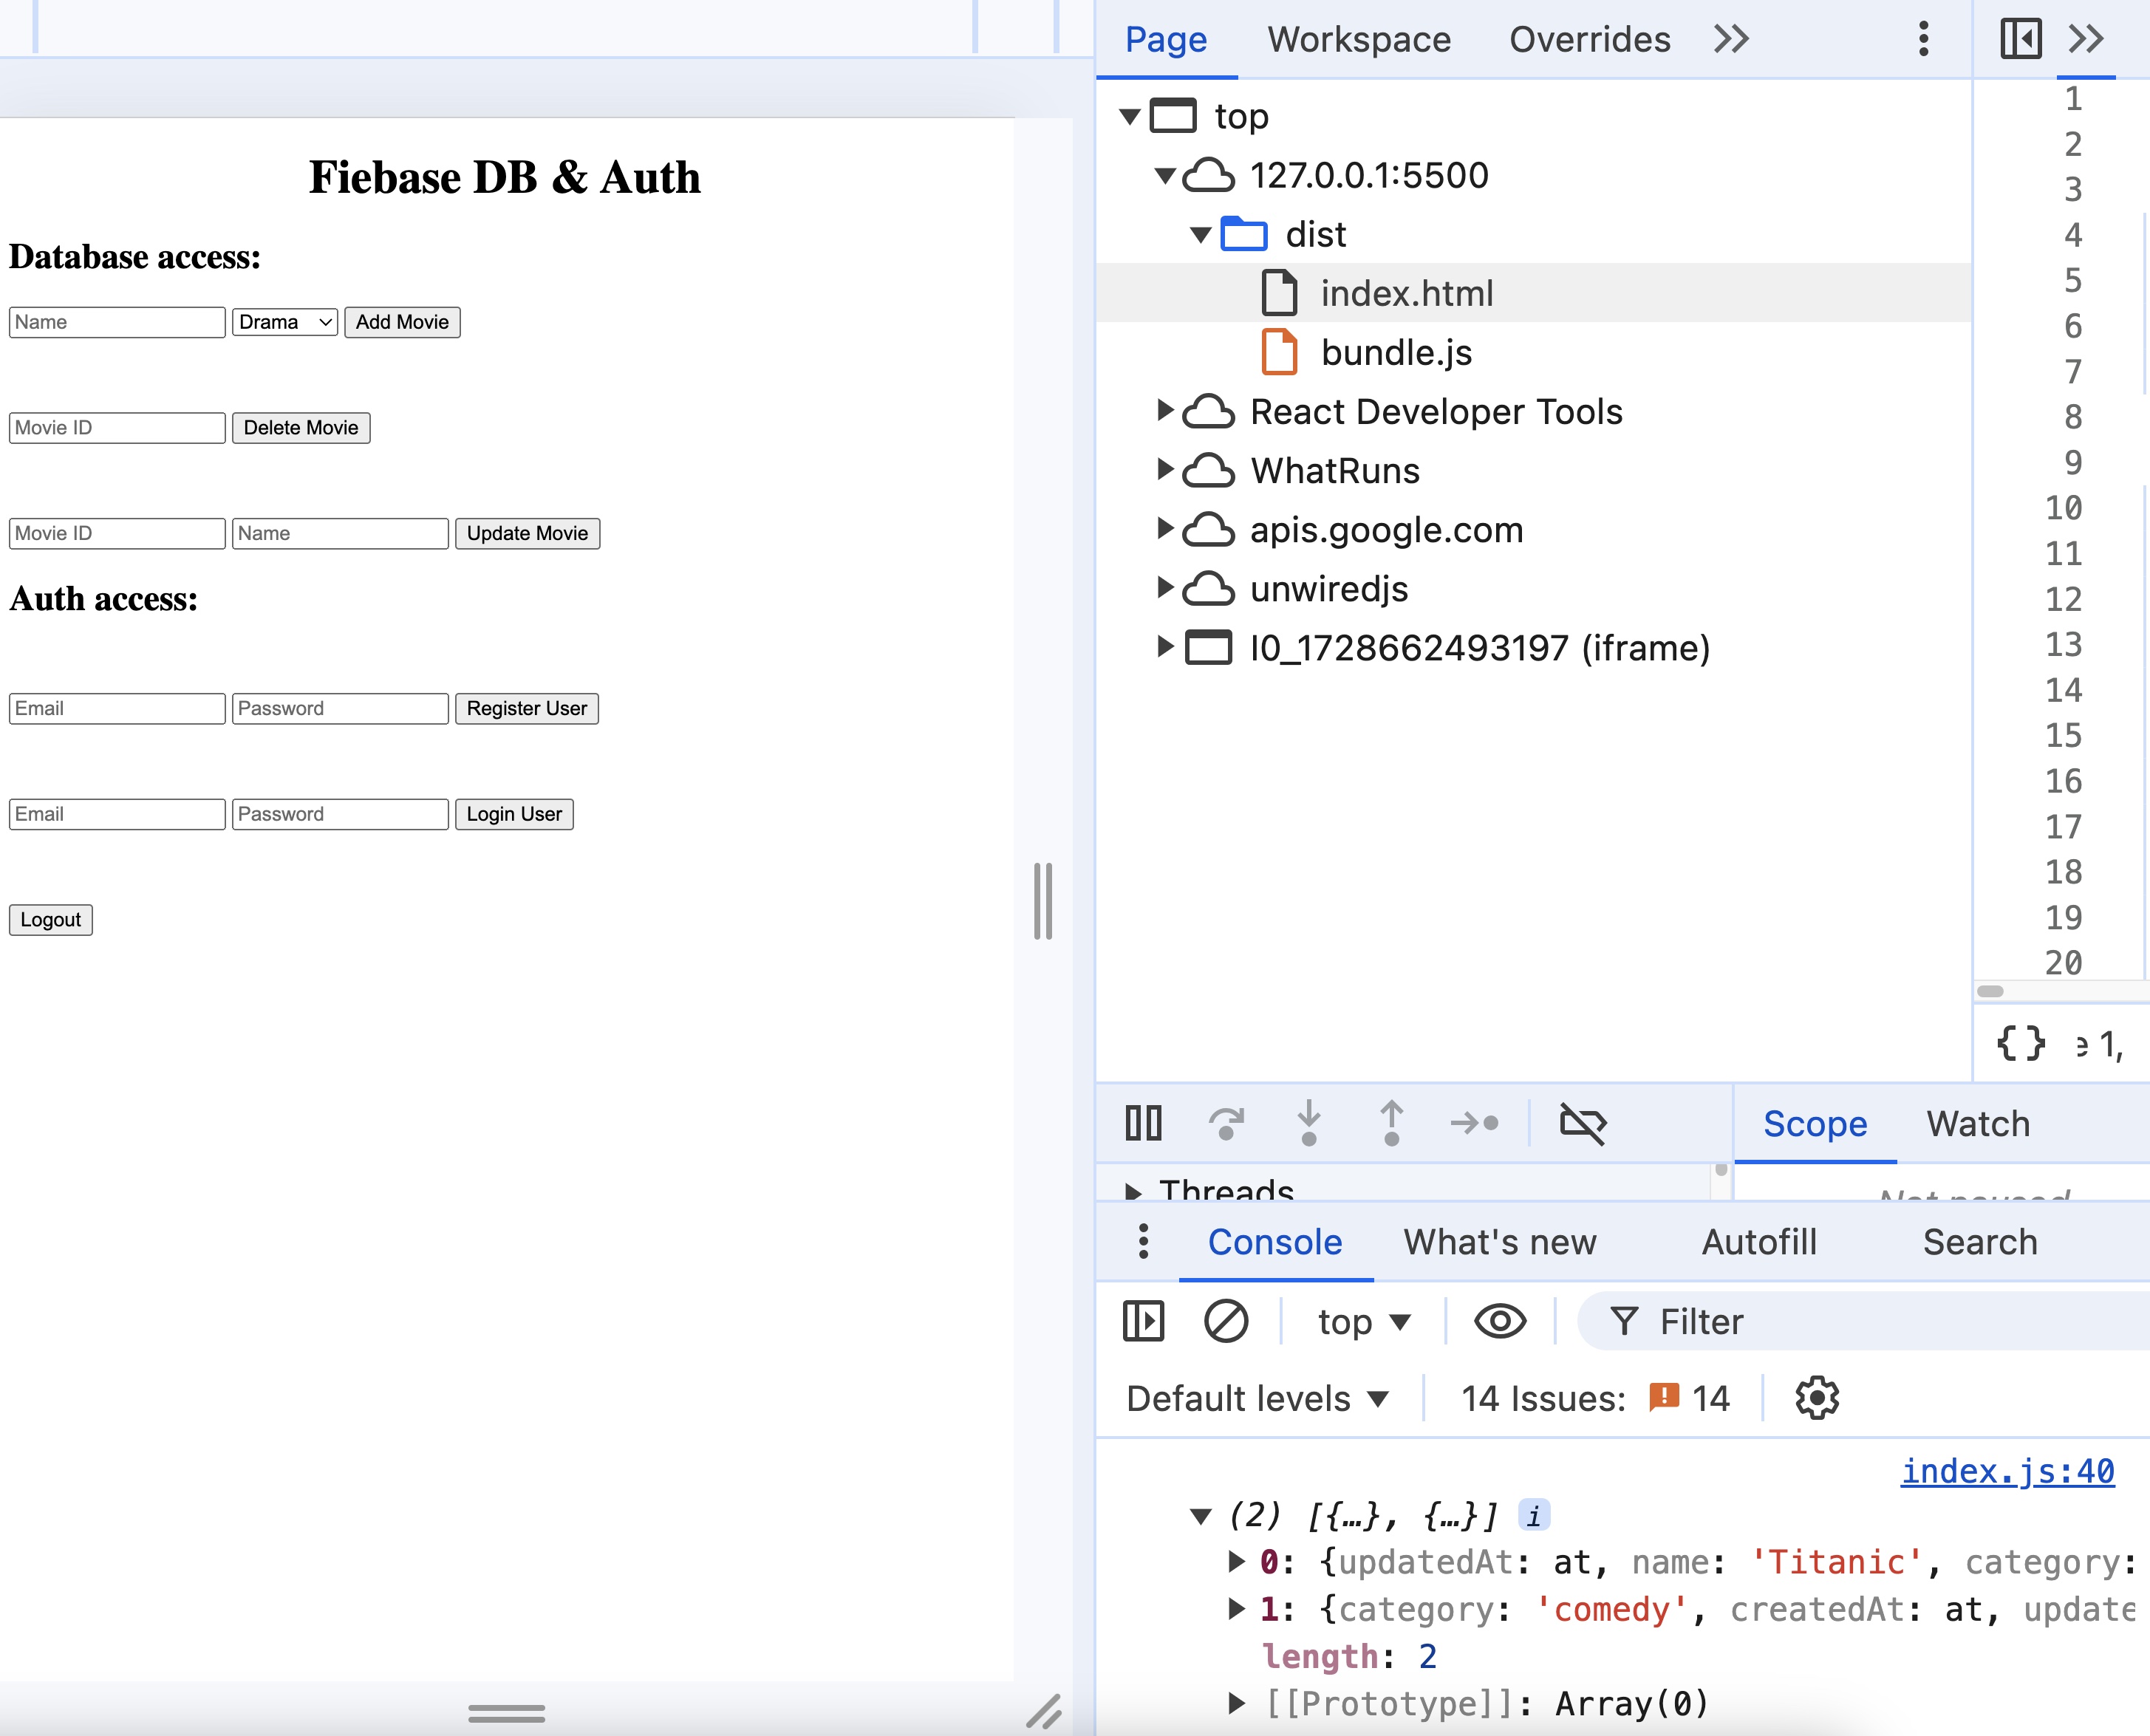 Fiebase DB & Auth
Database access:
Name Drama Add Movie
Movie ID Delete Movie
Movie ID Name Update Movie
Auth access:
Email Password Register User
Email Password Login User
Logout
Page Workspace Overrides
top
127.0.0.1:5500
dist
index.html
bundle.js
React Developer Tools
WhatRuns
apis.google.com
unwiredjs
I0_1728662493197 (iframe)
1
2
3
4
5
6
7
8
9
10
11
12
13
14
15
16
17
18
19
20
{} e 1,
Scope Watch
Threads
Not paused
Console What's new Autofill Search
top Filter
Default levels 14 Issues: 14
index.js:40
(2) [{…}, {…}] i
0: {updatedAt: at, name: 'Titanic', category:
1: {category: 'comedy', createdAt: at, update
length: 2
[[Prototype]]: Array(0)